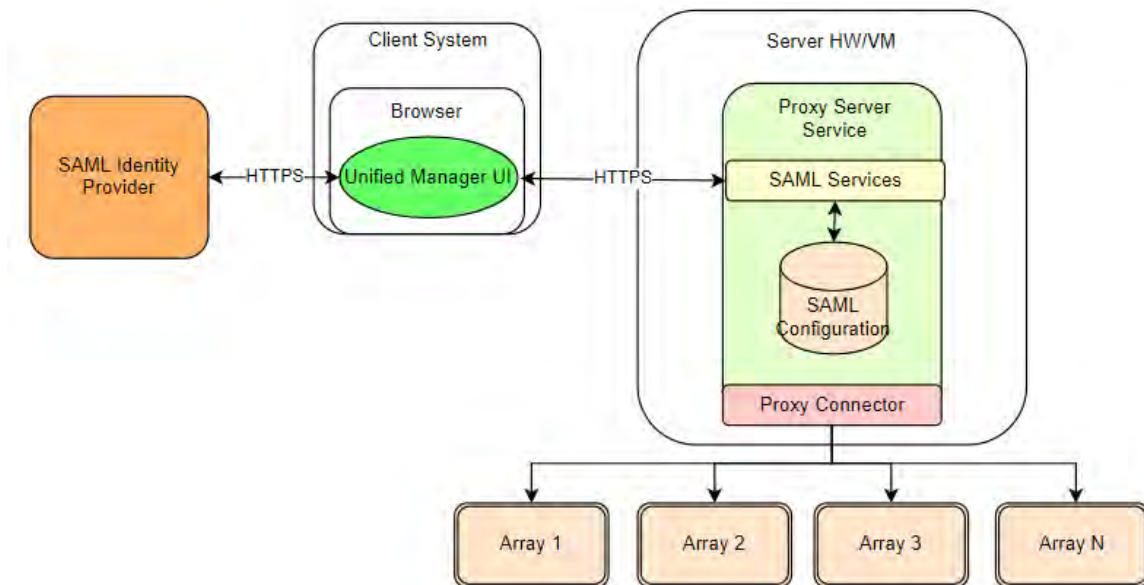 Client System
Server HW/VM
Browser
Proxy Server
Service
SAML Identity
Provider
HTTPS
Unified Manager UI
HTTPS
SAML Services
SAML
Configuration
Proxy Connector
Array 1
Array 2
Array 3
Array N